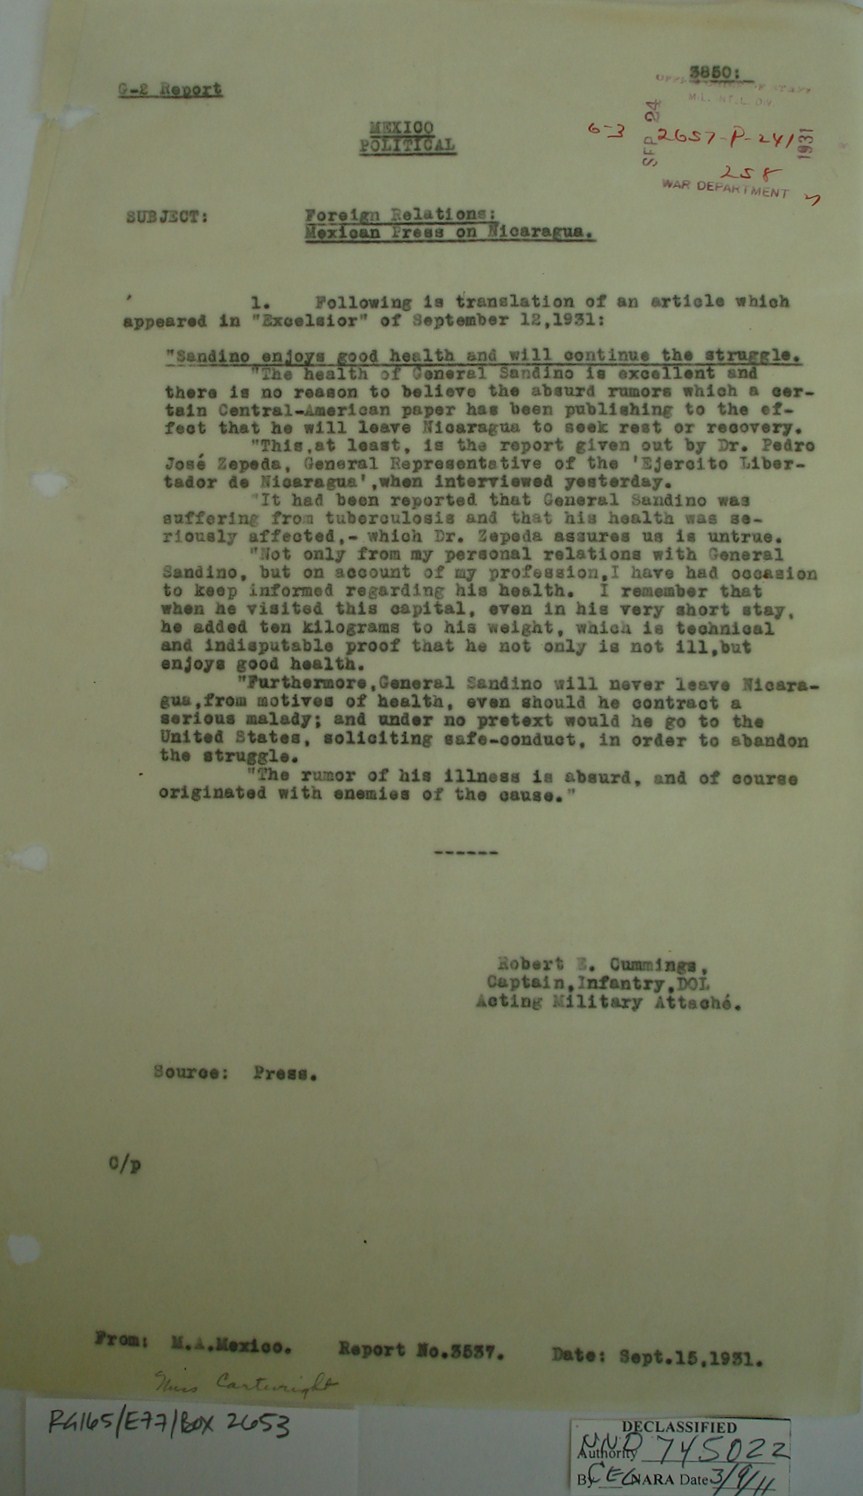 G-2 Report
3850:
MEXICO
POLITICAL
6-3
SEP 24
2657-P-241
1931
258
WAR DEPARTMENT
SUBJECT: Foreign Relations:
Mexican Press on Nicaragua.
1. Following is translation of an article which
appeared in "Excelsior" of September 12,1931:
"Sandino enjoys good health and will continue the struggle.
"The health of General Sandino is excellent and
there is no reason to believe the absurd rumors which a cer-
tain Central-American paper has been publishing to the ef-
fect that he will leave Nicaragua to seek rest or recovery.
"This,at least, is the report given out by Dr. Pedro
José Zepeda, General Representative of the 'Ejercito Liber-
tador de Nicaragua',when interviewed yesterday.
"It had been reported that General Sandino was
suffering from tuberculosis and that his health was se-
riously affected,- which Dr. Zepeda assures us is untrue.
"Not only from my personal relations with General
Sandino, but on account of my profession,I have had occasion
to keep informed regarding his health. I remember that
when he visited this capital, even in his very short stay,
he added ten kilograms to his weight, which is technical
and indisputable proof that he not only is not ill,but
enjoys good health.
"Furthermore,General Sandino will never leave Nicara-
gua,from motives of health, even should he contract a
serious malady; and under no pretext would he go to the
United States, soliciting safe-conduct, in order to abandon
the struggle.
"The rumor of his illness is absurd, and of course
originated with enemies of the cause."
------
Robert E. Cummings,
Captain,Infantry,DOL
Acting Military Attaché.
Source: Press.
C/p
From: M.A.Mexico. Report No.3537. Date: Sept.15,1931.
Miss Cartwright
RG165/E77/Box 2653
DECLASSIFIED
Authority NND 745022
By CEG NARA Date 3/9/11